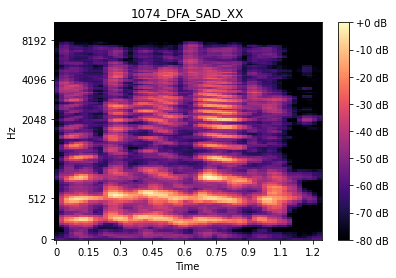 1074_DFA_SAD_XX
+0 dB
8192
-10 dB
4096
-20 dB
-30 dB
2048
Hz
-40 dB
1024
-50 dB
-60 dB
512
-70 dB
0
-80 dB
0 0.15 0.3 0.45 0.6 0.75 0.9 1.1 1.2
Time